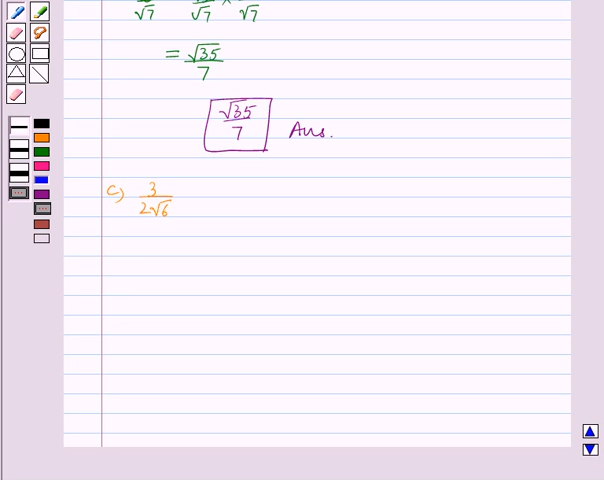 √7 √7 × √7
= √35/7
√35/7 Ans.
c) 3/2√6